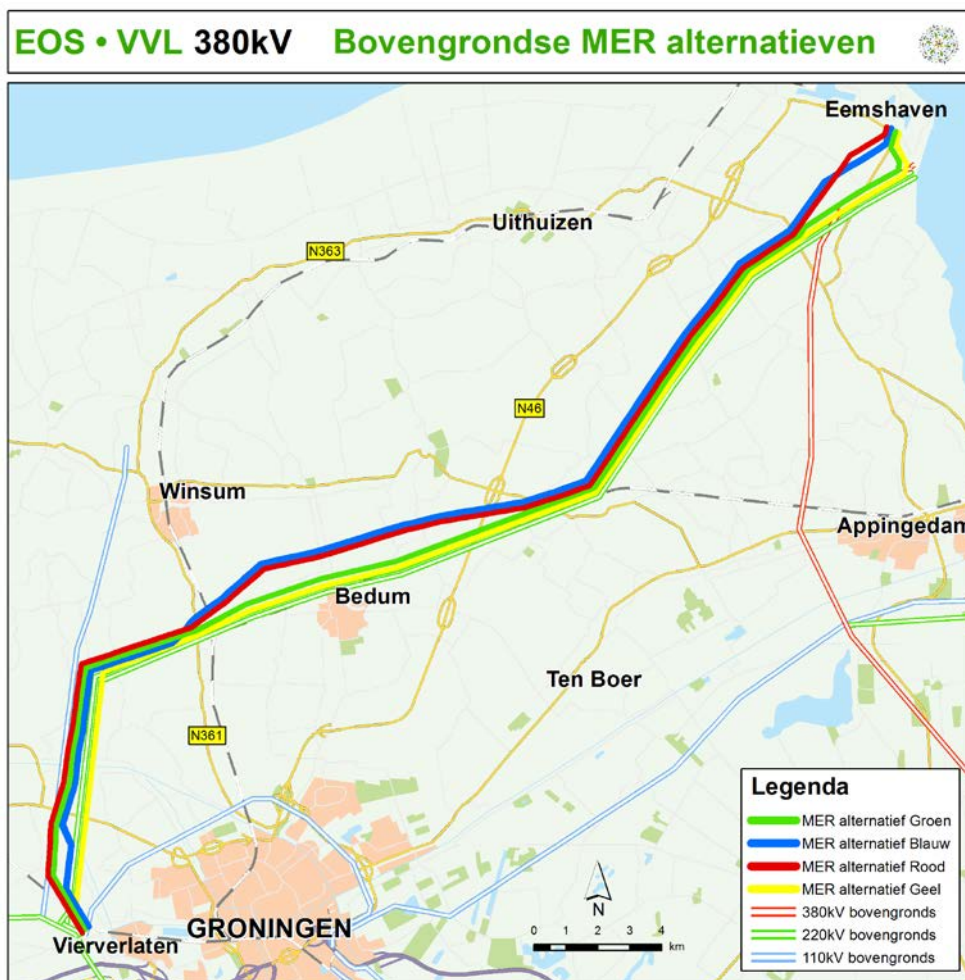 EOS • VVL 380kV Bovengrondse MER alternatieven
Eemshaven
Uithuizen
N363
N46
Winsum
Appingedam
Bedum
Ten Boer
N361
Legenda
MER alternatief Groen
MER alternatief Blauw
MER alternatief Rood
MER alternatief Geel
380kV bovengronds
220kV bovengronds
110kV bovengronds
N
0 1 2 3 4
km
GRONINGEN
Vierverlaten